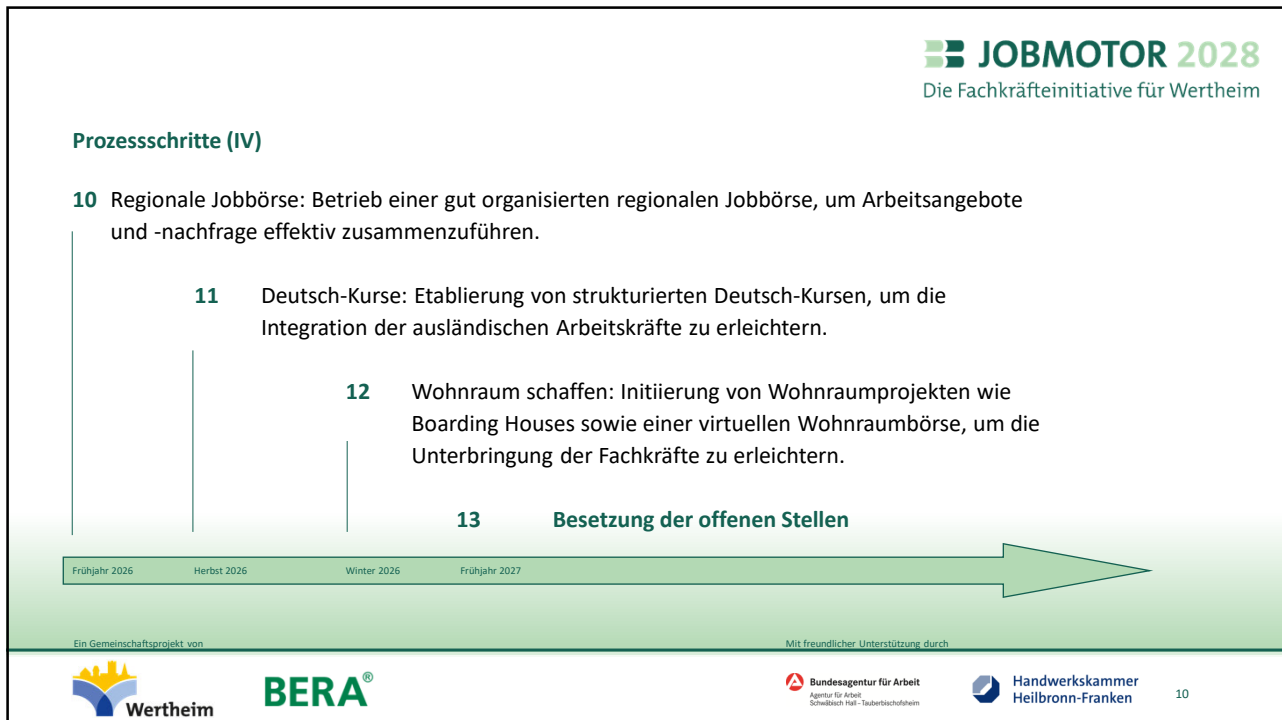 JOBMOTOR 2028
Die Fachkräfteinitiative für Wertheim
Prozessschritte (IV)
10 Regionale Jobbörse: Betrieb einer gut organisierten regionalen Jobbörse, um Arbeitsangebote
und -nachfrage effektiv zusammenzuführen.
11 Deutsch-Kurse: Etablierung von strukturierten Deutsch-Kursen, um die
Integration der ausländischen Arbeitskräfte zu erleichtern.
12 Wohnraum schaffen: Initiierung von Wohnraumprojekten wie
Boarding Houses sowie einer virtuellen Wohnraumbörse, um die
Unterbringung der Fachkräfte zu erleichtern.
13 Besetzung der offenen Stellen
Frühjahr 2026 Herbst 2026 Winter 2026 Frühjahr 2027
Ein Gemeinschaftsprojekt von
Mit freundlicher Unterstützung durch
Wertheim
BERA®
Bundesagentur für Arbeit
Agentur für Arbeit
Schwäbisch Hall - Tauberbischofsheim
Handwerkskammer
Heilbronn-Franken
10